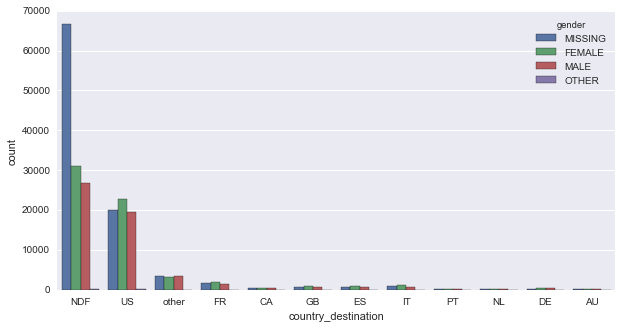 70000
60000
50000
40000
30000
20000
10000
0
count
gender
MISSING
FEMALE
MALE
OTHER
NDF US other FR CA GB ES IT PT NL DE AU
country_destination